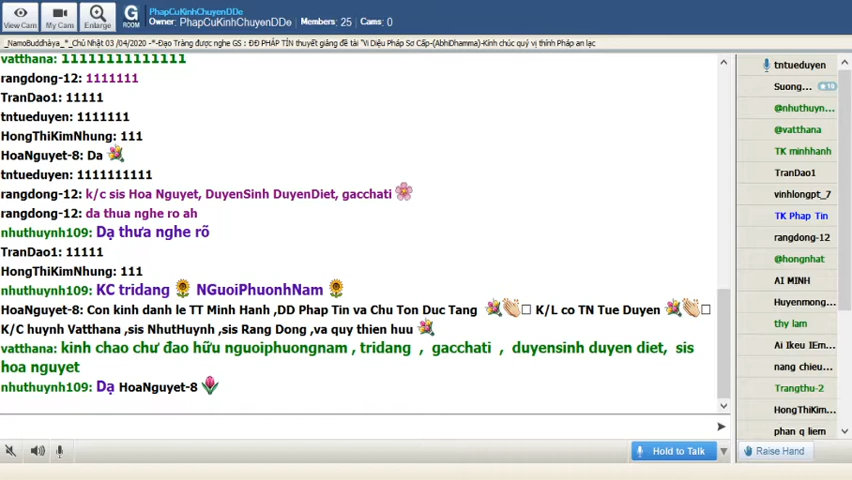 View Cam
My Cam
Enlarge
G ROOM
PhapCuKinhChuyenDDe
Owner: PhapCuKinhChuyenDDe Members: 25 Cams: 0
_NamoBuddhàya_*_Chủ Nhật 03 /04/2020 -*-Đạo Tràng được nghe GS : ĐĐ PHÁP TÍN thuyết giảng đề tài "Vi Diệu Pháp Sơ Cấp-(AbhiDhamma)-Kính chúc quý vị thính Pháp an lạc
vatthana: 11111111111111
rangdong-12: 1111111
TranDao1: 11111
tntueduyen: 1111111
HongThiKimNhung: 111
HoaNguyet-8: Da
tntueduyen: 1111111111
rangdong-12: k/c sis Hoa Nguyet, DuyenSinh DuyenDiet, gacchati
rangdong-12: da thua nghe ro ah
nhuthuynh109: Dạ thưa nghe rõ
TranDao1: 11111
HongThiKimNhung: 111
nhuthuynh109: KC tridang NGuoiPhuonhNam
HoaNguyet-8: Con kinh danh le TT Minh Hanh ,DD Phap Tin va Chu Ton Duc Tang K/L co TN Tue Duyen
K/C huynh Vatthana ,sis NhutHuynh ,sis Rang Dong ,va quy thien huu
vatthana: kinh chao chư đao hữu nguoiphuongnam , tridang , gacchati , duyensinh duyen diet, sis
hoa nguyet
nhuthuynh109: Dạ HoaNguyet-8
Hold to Talk
tntueduyen
Suong... 10
@nhuthuyn...
@vatthana
TK minhhanh
TranDao1
vinhlongpt_7
TK Phap Tin
rangdong-12
@hongnhat
AI MINH
Huyenmong...
thy lam
Ai Ikeu IEm...
nang chieu...
Trangthu-2
HongThiKim...
phan q liem
Raise Hand